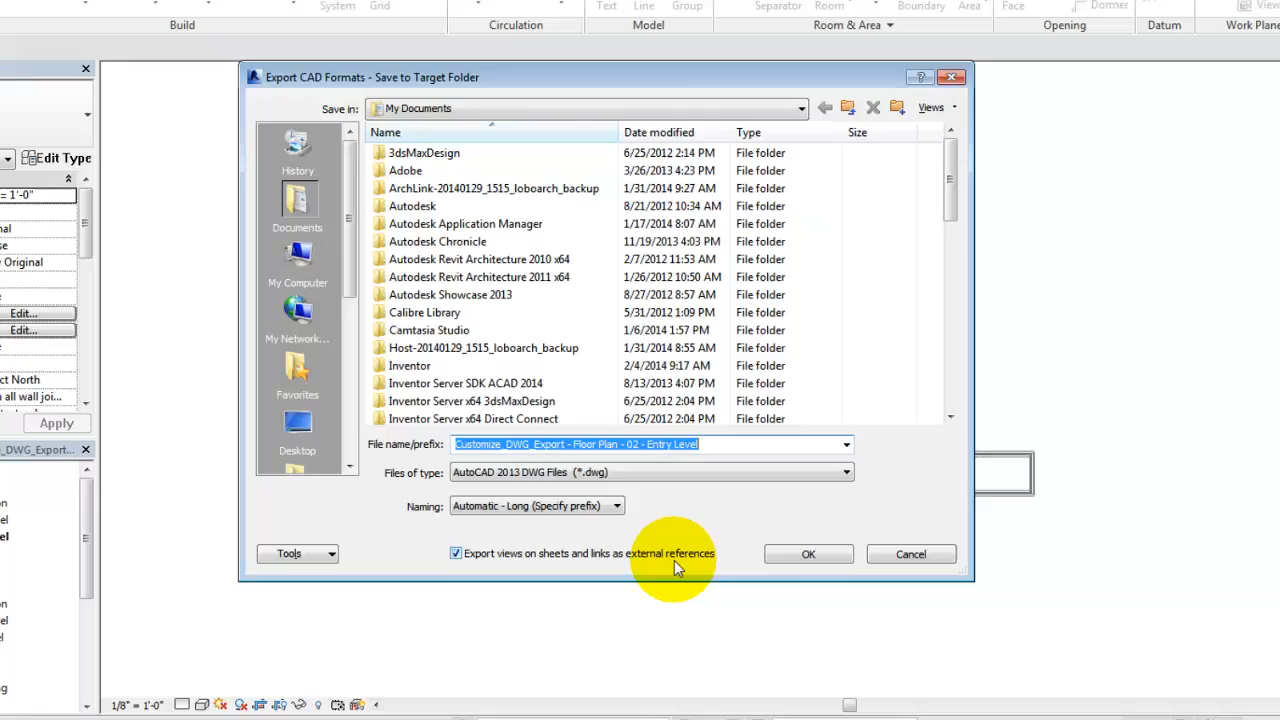 System Grid Text Line Group Separator Room Boundary Area Face Dormer View
Build Circulation Model Room & Area Opening Datum Work Plane
Export CAD Formats - Save to Target Folder
Save in: My Documents Views
Name Date modified Type Size
3dsMaxDesign 6/25/2012 2:14 PM File folder
Adobe 3/26/2013 4:23 PM File folder
ArchLink-20140129_1515_loboarch_backup 1/31/2014 9:27 AM File folder
Autodesk 8/21/2012 10:34 AM File folder
Autodesk Application Manager 1/17/2014 8:07 AM File folder
Autodesk Chronicle 11/19/2013 4:03 PM File folder
Autodesk Revit Architecture 2010 x64 2/7/2012 11:53 AM File folder
Autodesk Revit Architecture 2011 x64 1/26/2012 10:50 AM File folder
Autodesk Showcase 2013 8/27/2012 8:57 AM File folder
Calibre Library 5/31/2012 1:09 PM File folder
Camtasia Studio 1/6/2014 1:57 PM File folder
Host-20140129_1515_loboarch_backup 1/31/2014 8:55 AM File folder
Inventor 2/4/2014 9:17 AM File folder
Inventor Server SDK ACAD 2014 8/13/2013 4:07 PM File folder
Inventor Server x64 3dsMaxDesign 6/25/2012 2:04 PM File folder
Inventor Server x64 Direct Connect 6/25/2012 2:04 PM File folder
History
Documents
My Computer
My Network...
Favorites
Desktop
File name/prefix: Customize_DWG_Export - Floor Plan - 02 - Entry Level
Files of type: AutoCAD 2013 DWG Files (*.dwg)
Naming: Automatic - Long (Specify prefix)
Tools Export views on sheets and links as external references OK Cancel
Edit Type
= 1'-0"
nal
se
e Original
Edit...
Edit...
ct North
n all wall joi...
Apply
e_DWG_Export...
on
el
el
on
el
el
ng
1/8" = 1'-0"